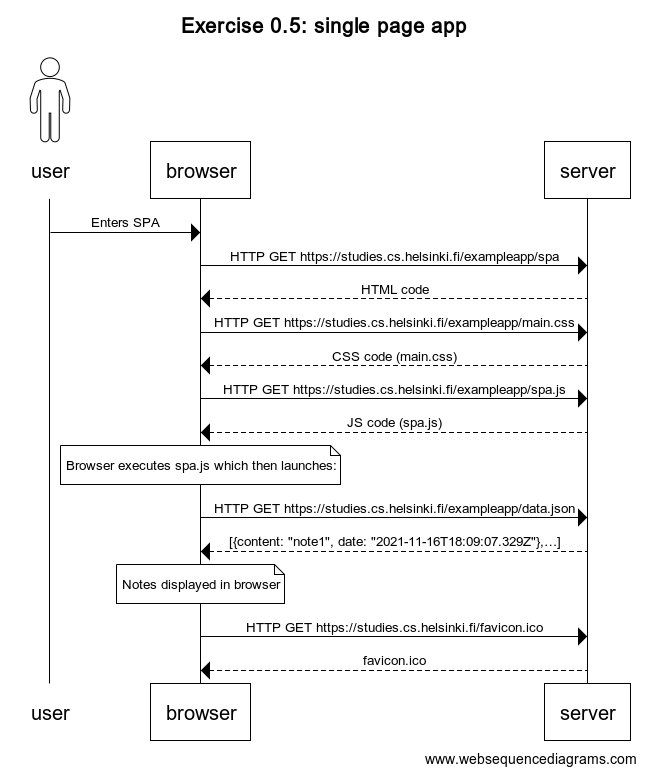 Exercise 0.5: single page app
user
browser
server
Enters SPA
HTTP GET https://studies.cs.helsinki.fi/exampleapp/spa
HTML code
HTTP GET https://studies.cs.helsinki.fi/exampleapp/main.css
CSS code (main.css)
HTTP GET https://studies.cs.helsinki.fi/exampleapp/spa.js
JS code (spa.js)
Browser executes spa.js which then launches:
HTTP GET https://studies.cs.helsinki.fi/exampleapp/data.json
[{content: "note1", date: "2021-11-16T18:09:07.329Z"},...]
Notes displayed in browser
HTTP GET https://studies.cs.helsinki.fi/favicon.ico
favicon.ico
user
browser
server
www.websequencediagrams.com